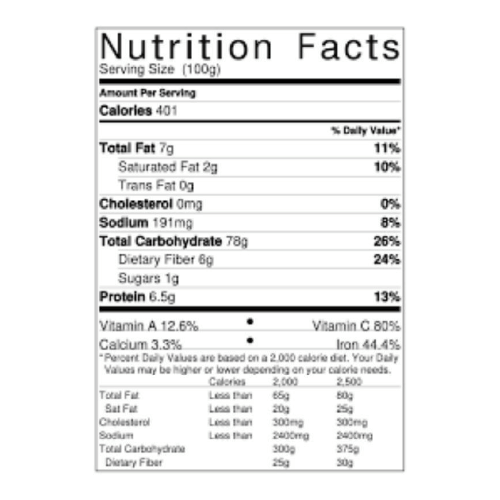 Nutrition Facts
Serving Size (100g)
Amount Per Serving
Calories 401
% Daily Value*
Total Fat 7g 11%
Saturated Fat 2g 10%
Trans Fat 0g
Cholesterol 0mg 0%
Sodium 191mg 8%
Total Carbohydrate 78g 26%
Dietary Fiber 6g 24%
Sugars 1g
Protein 6.5g 13%
Vitamin A 12.6% • Vitamin C 80%
Calcium 3.3% • Iron 44.4%
*Percent Daily Values are based on a 2,000 calorie diet. Your Daily
Values may be higher or lower depending on your calorie needs.
Calories 2,000 2,500
Total Fat Less than 65g 80g
Sat Fat Less than 20g 25g
Cholesterol Less than 300mg 300mg
Sodium Less than 2400mg 2400mg
Total Carbohydrate 300g 375g
Dietary Fiber 25g 30g